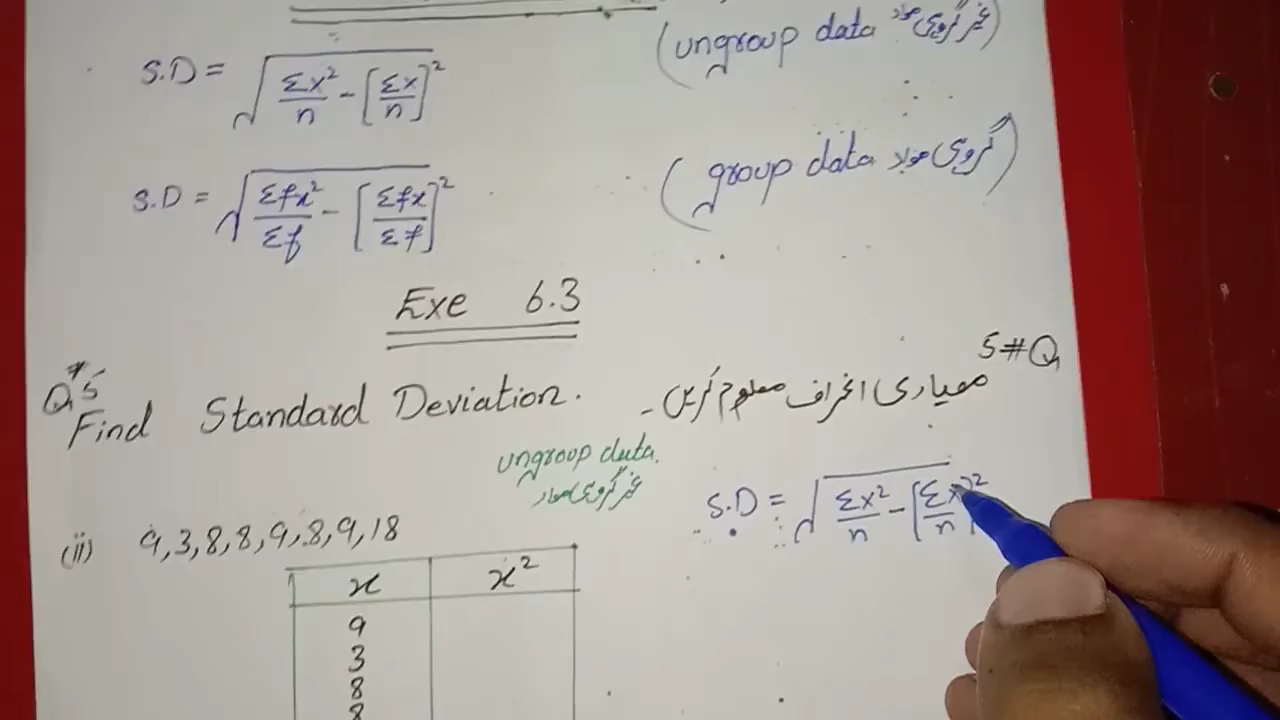 (ungroup data غیر گروہی مواد)
S.D = √ Σx²/n - [Σx/n]²
(group data گروہی مواد)
S.D = √ Σfx²/Σf - [Σfx/Σf]²
Exe 6.3
Q#5
Find Standard Deviation.
Q#5
معیاری انحراف معلوم کریں -
ungroup data.
غیر گروہی مواد
S.D = √ Σx²/n - [Σx/n]²
(ii) 9,3,8,8,9,8,9,18
x x²
9
3
8
8